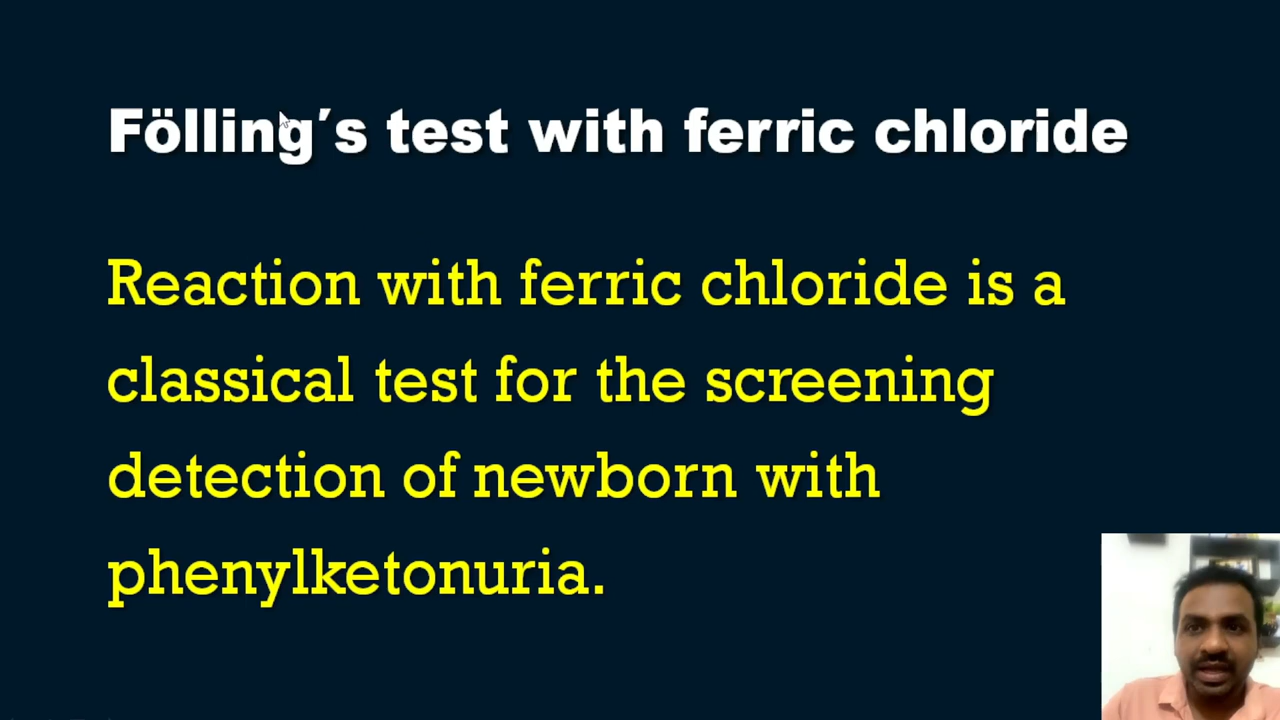 Fölling´s test with ferric chloride
Reaction with ferric chloride is a
classical test for the screening
detection of newborn with
phenylketonuria.